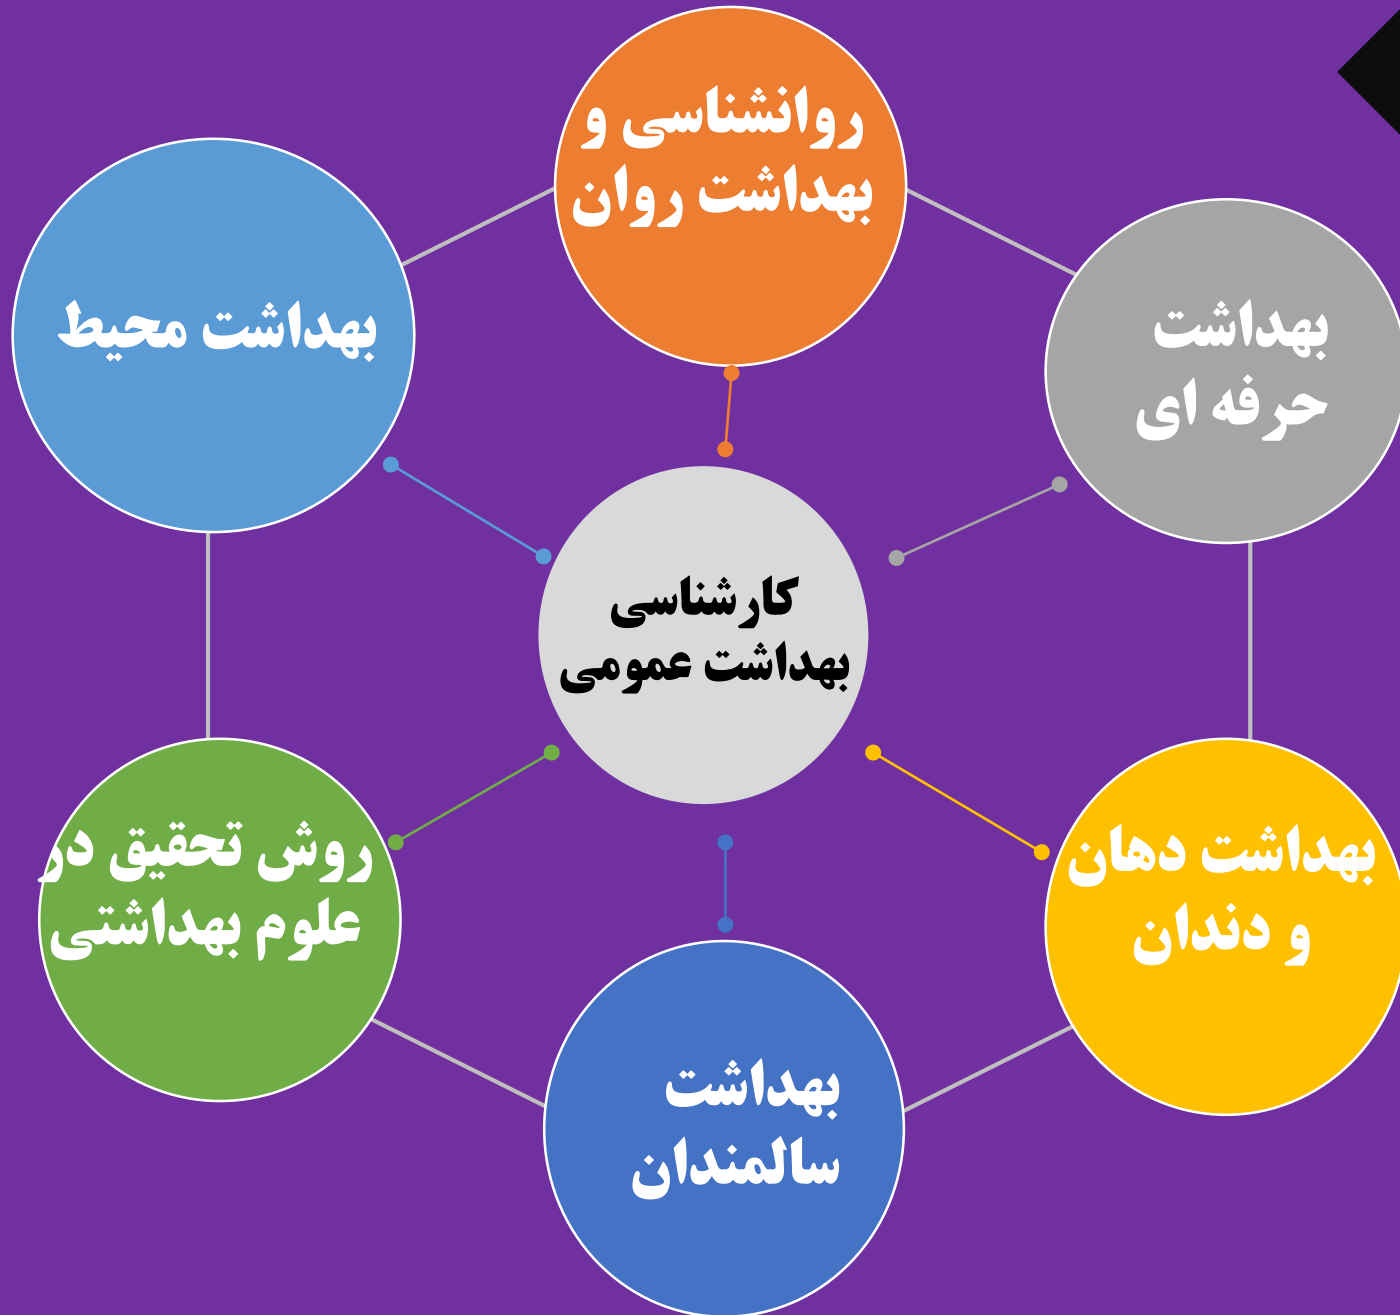 روانشناسی و
بهداشت روان
بهداشت
حرفه ای
بهداشت محیط
کارشناسی
بهداشت عمومی
بهداشت دهان
و دندان
روش تحقیق در
علوم بهداشتی
بهداشت
سالمندان